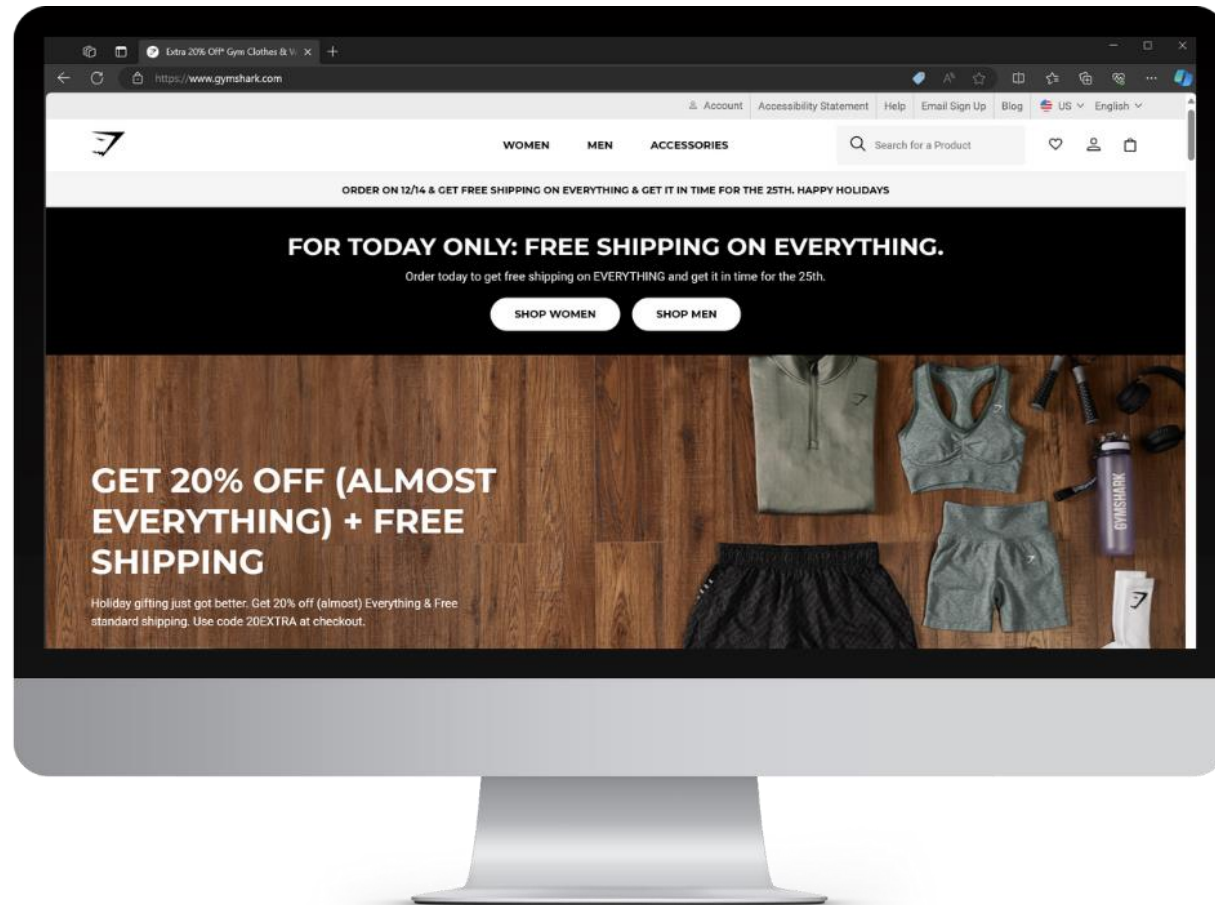 Extra 20% Off* Gym Clothes & W
https://www.gymshark.com
Account Accessibility Statement Help Email Sign Up Blog US English
WOMEN MEN ACCESSORIES Search for a Product
ORDER ON 12/14 & GET FREE SHIPPING ON EVERYTHING & GET IT IN TIME FOR THE 25TH. HAPPY HOLIDAYS
FOR TODAY ONLY: FREE SHIPPING ON EVERYTHING.
Order today to get free shipping on EVERYTHING and get it in time for the 25th.
SHOP WOMEN SHOP MEN
GET 20% OFF (ALMOST
EVERYTHING) + FREE
SHIPPING
Holiday gifting just got better. Get 20% off (almost) Everything & Free
standard shipping. Use code 20EXTRA at checkout.
GYMSHARK